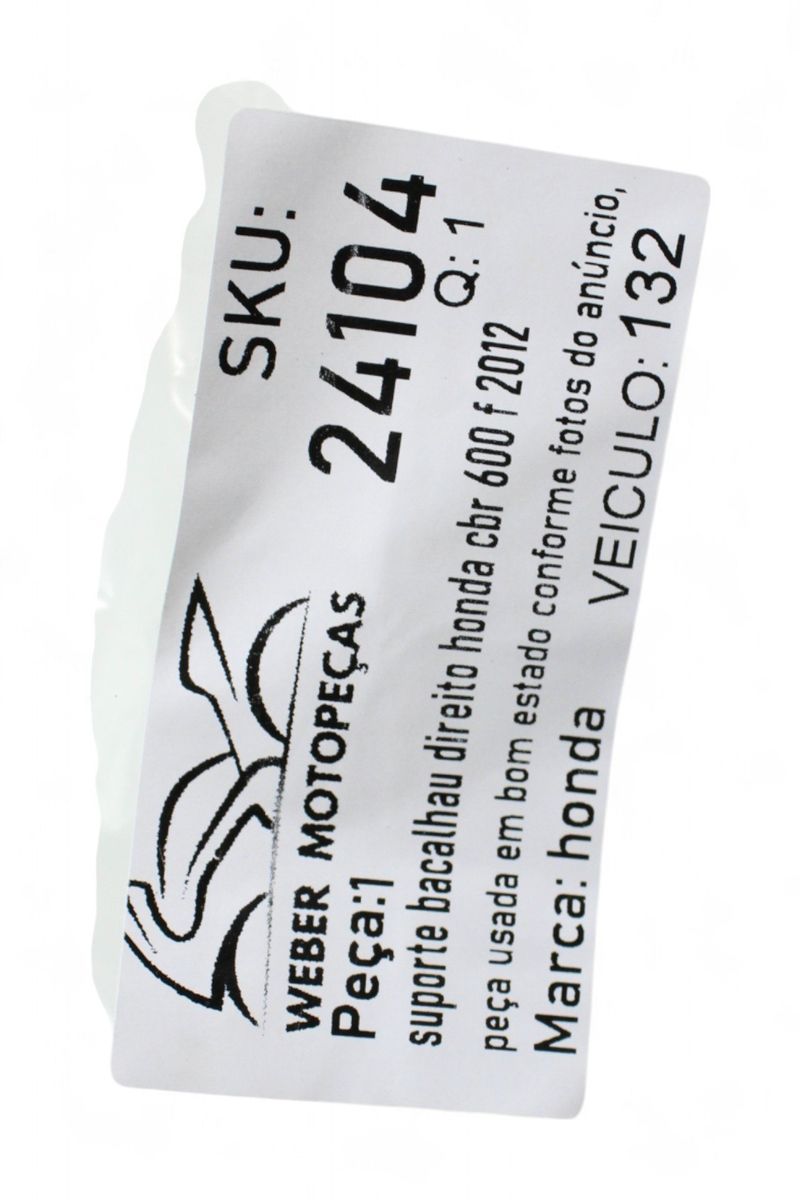 WEBER MOTOPEÇAS
SKU:
24104
Peça:1
Q: 1
suporte bacalhau direito honda cbr 600 f 2012
peça usada em bom estado conforme fotos do anúncio,
Marca: honda
VEICULO: 132